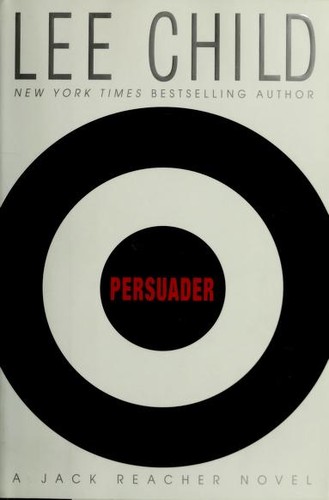 LEE CHILD
NEW YORK TIMES BESTSELLING AUTHOR
PERSUADER
A JACK REACHER NOVEL